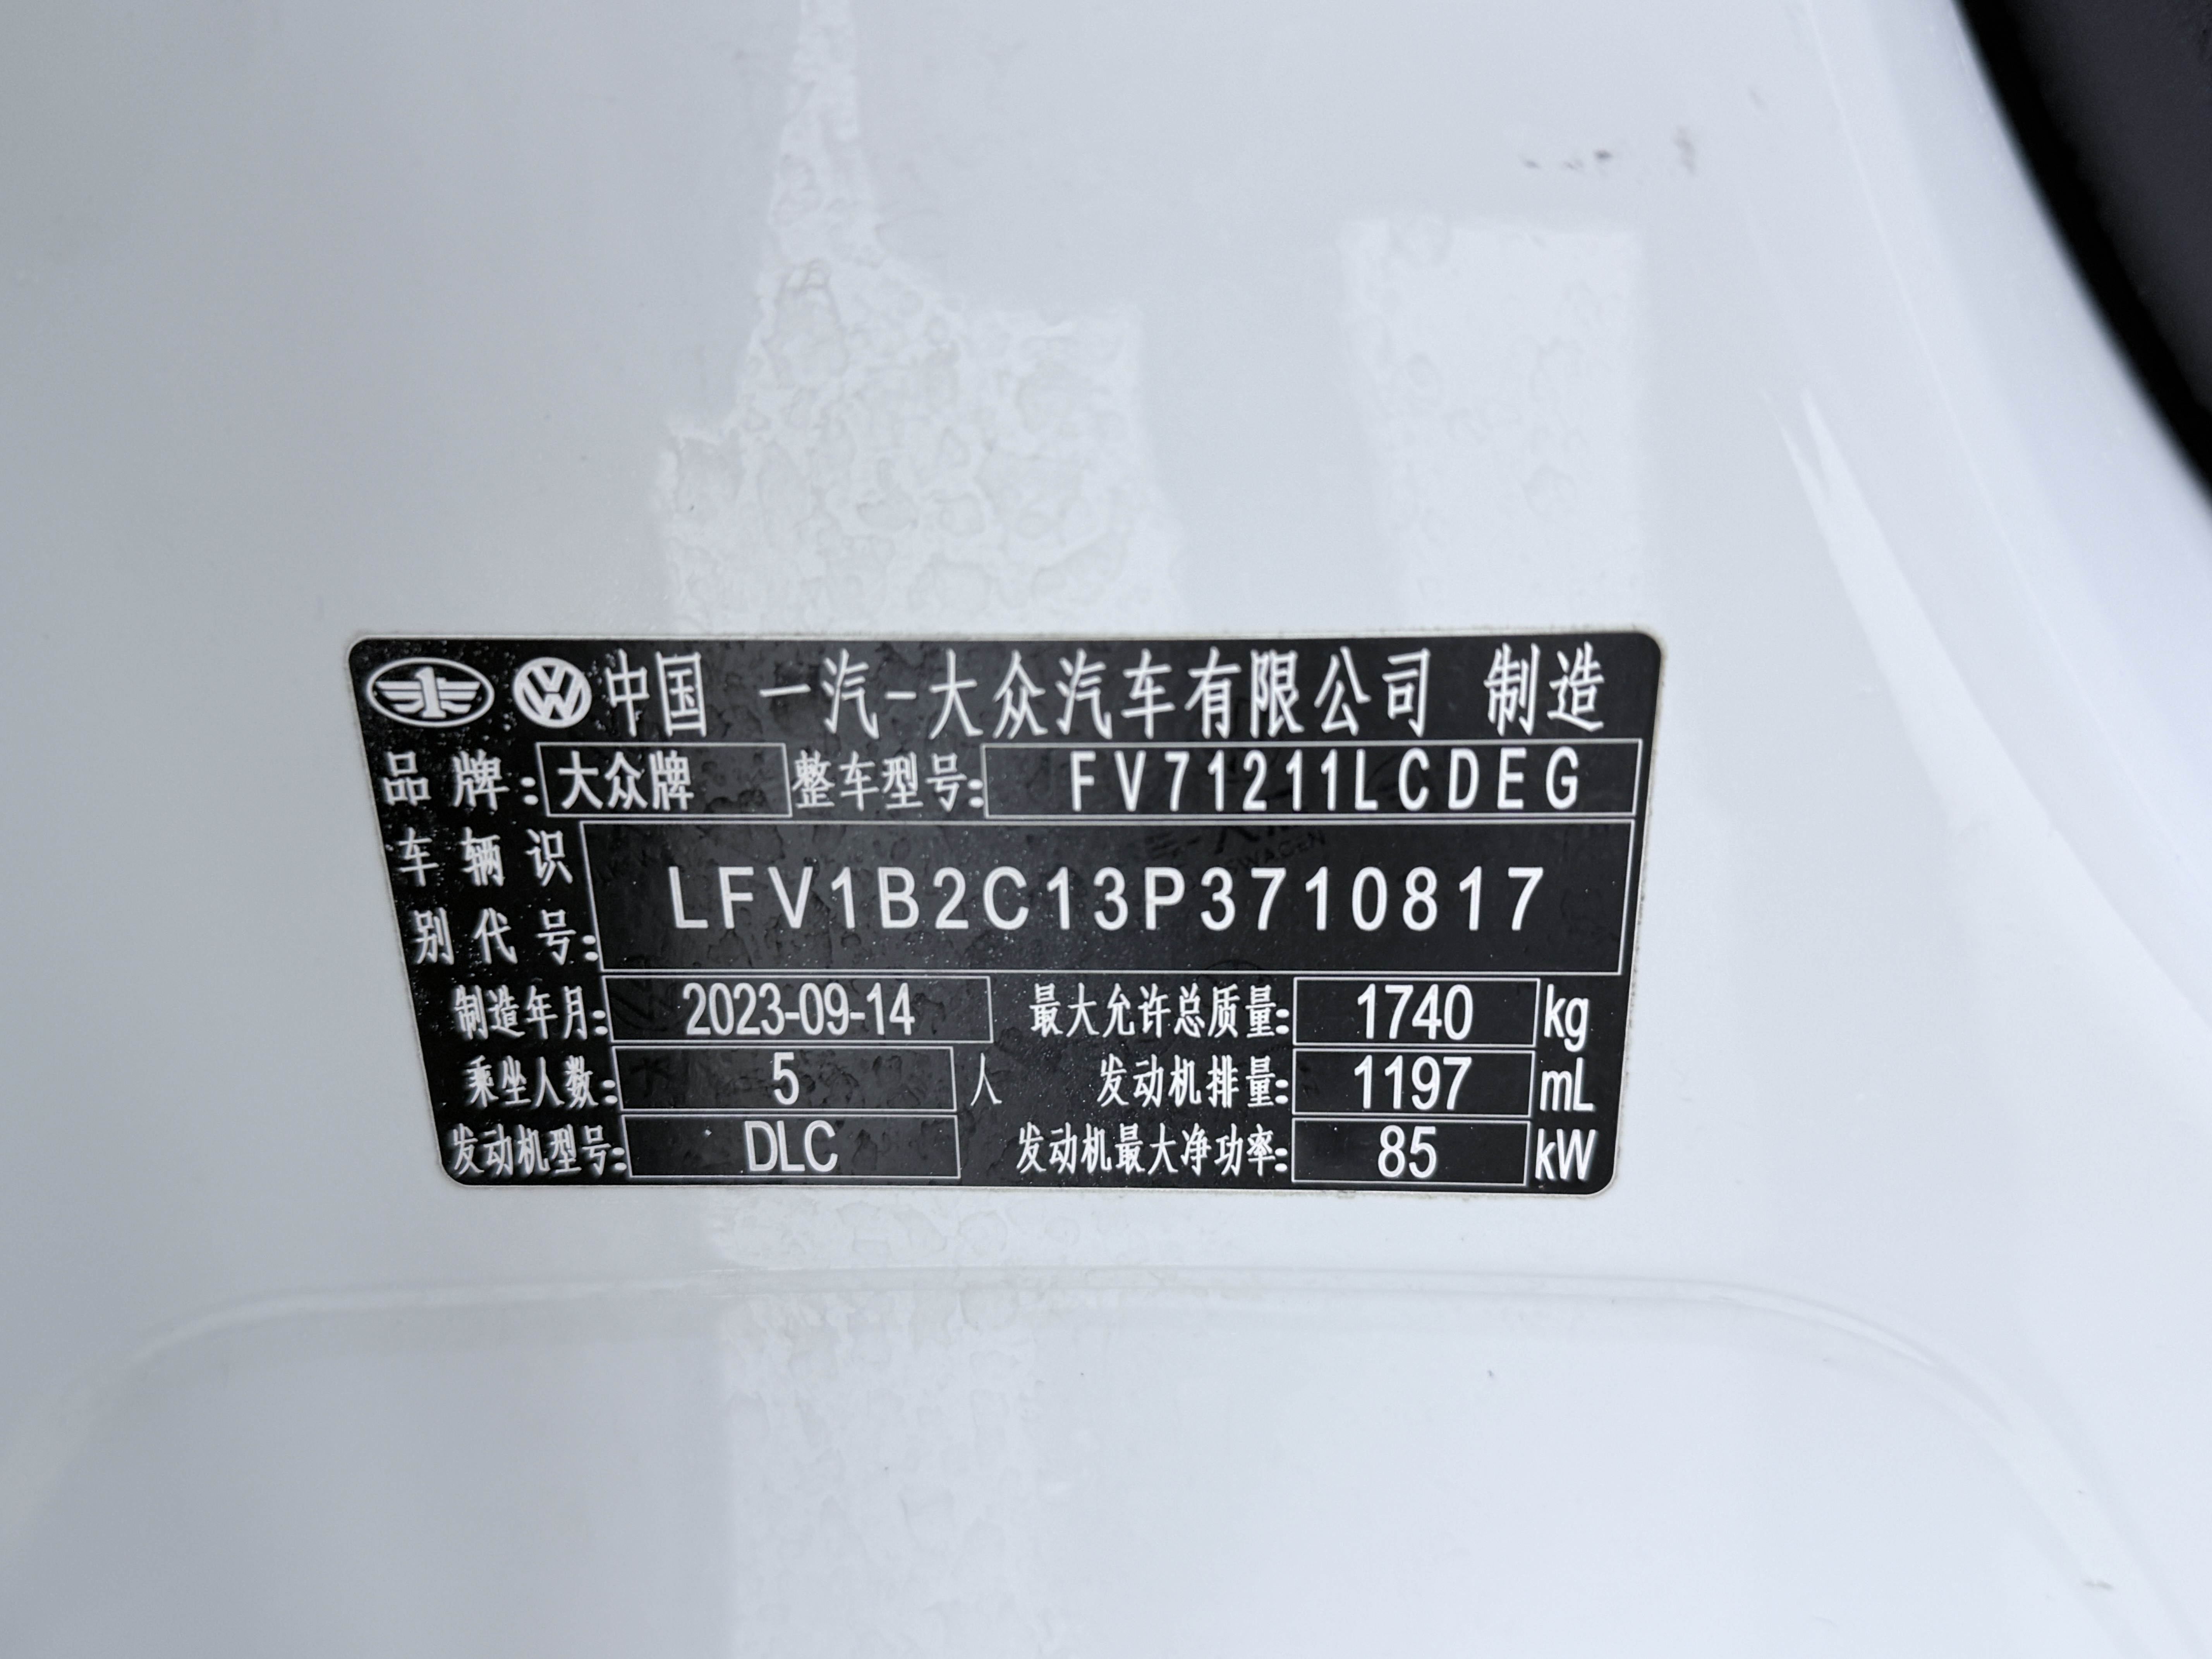 中国 一汽-大众汽车有限公司 制造
品牌: 大众牌 整车型号: FV71211LCDEG
车辆识别代号: LFV1B2C13P3710817
制造年月: 2023-09-14 最大允许总质量: 1740 kg
乘坐人数: 5 人 发动机排量: 1197 mL
发动机型号: DLC 发动机最大净功率: 85 kW